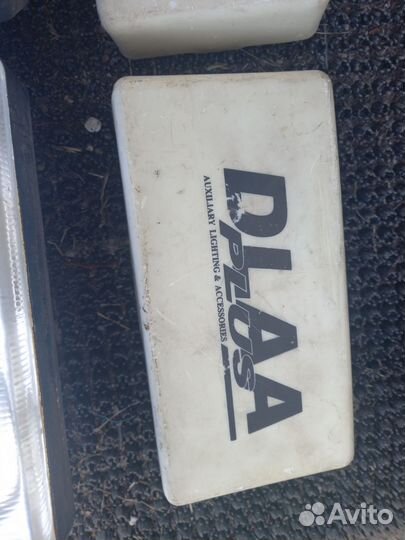 DLAA
PLUS
AUXILIARY LIGHTING & ACCESSORIES
Avito